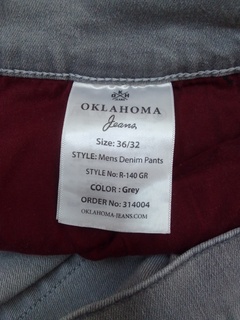 OKLAHOMA
Jeans
Size: 36/32
STYLE: Mens Denim Pants
STYLE No: R-140 GR
COLOR : Grey
ORDER No: 314004
OKLAHOMA-JEANS.COM